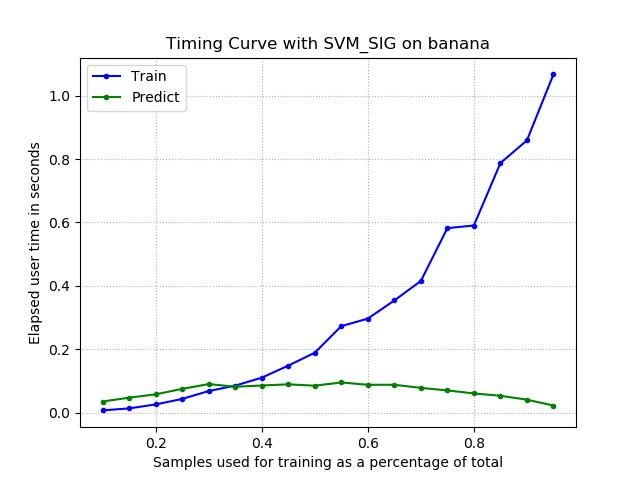 Timing Curve with SVM_SIG on banana
Train
Predict
Elapsed user time in seconds
1.0
0.8
0.6
0.4
0.2
0.0
0.2 0.4 0.6 0.8
Samples used for training as a percentage of total